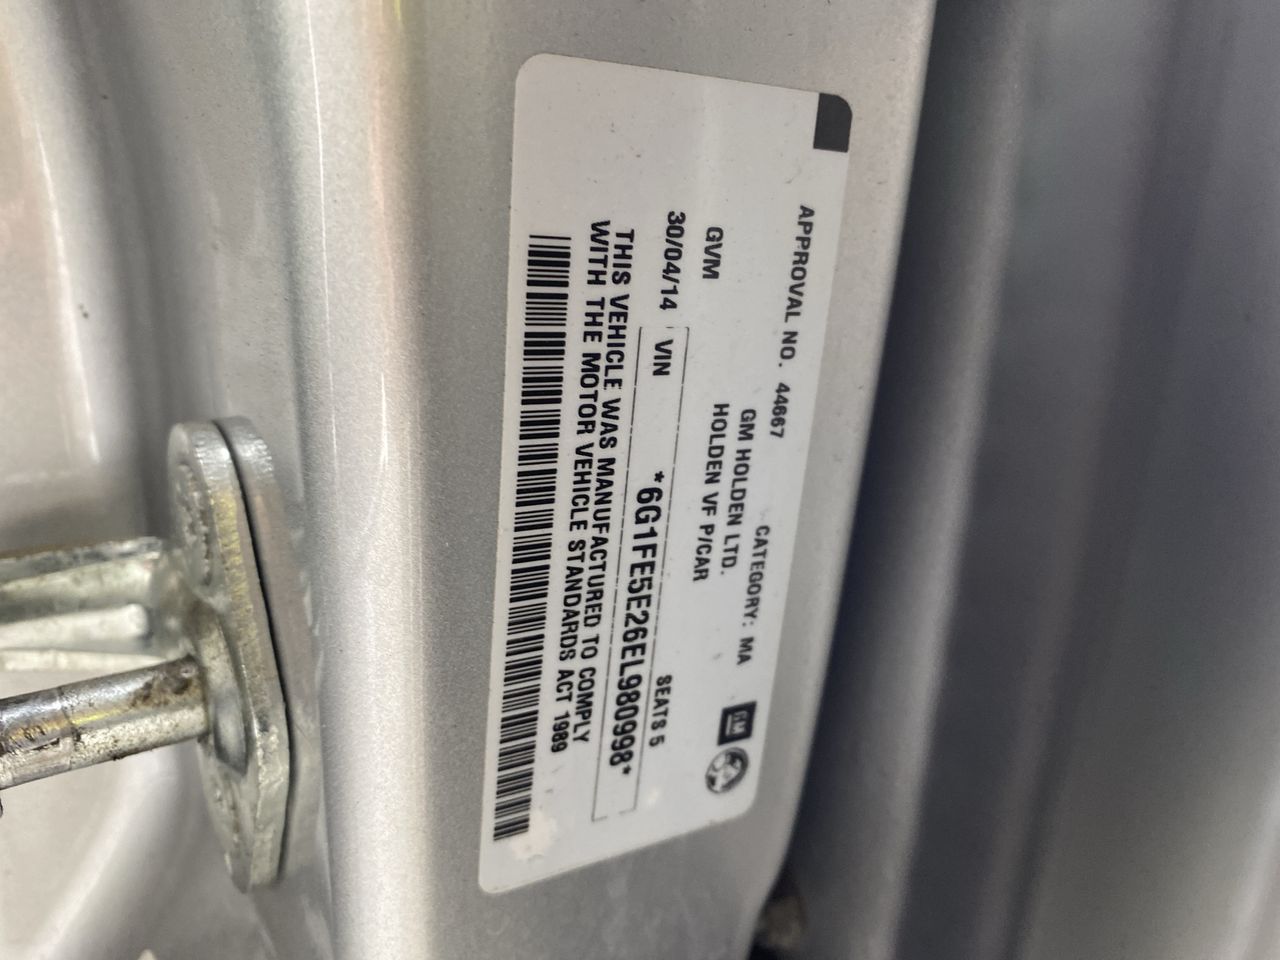 APPROVAL NO. 44667
CATEGORY: MA
GM HOLDEN LTD.
GM
GVM
HOLDEN VF P/CAR
30/04/14
SEATS 5
VIN *6G1FE5E26EL980998*
THIS VEHICLE WAS MANUFACTURED TO COMPLY
WITH THE MOTOR VEHICLE STANDARDS ACT 1989